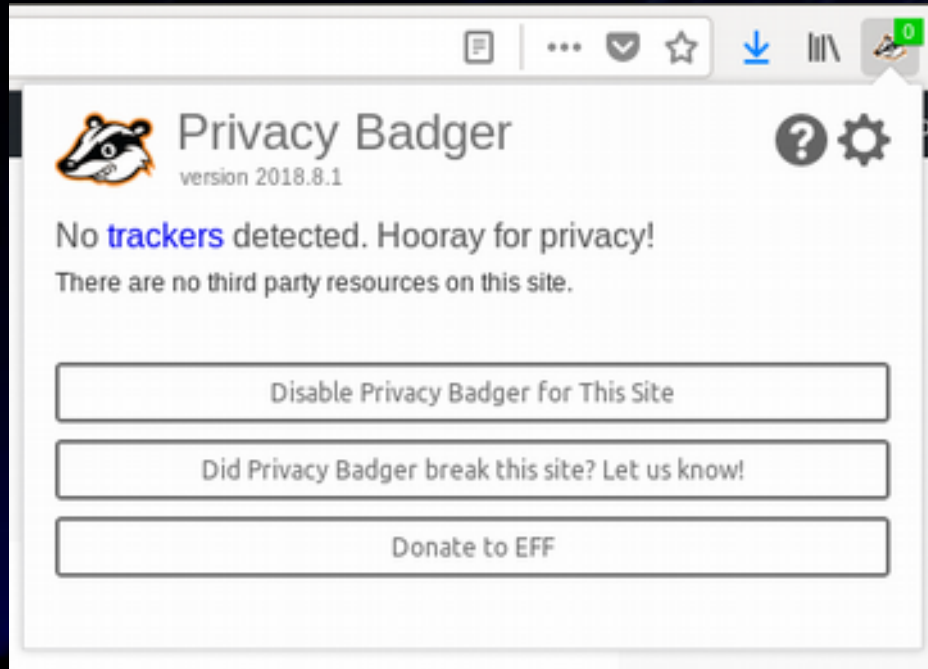 0
Privacy Badger
version 2018.8.1
No trackers detected. Hooray for privacy!
There are no third party resources on this site.
Disable Privacy Badger for This Site
Did Privacy Badger break this site? Let us know!
Donate to EFF